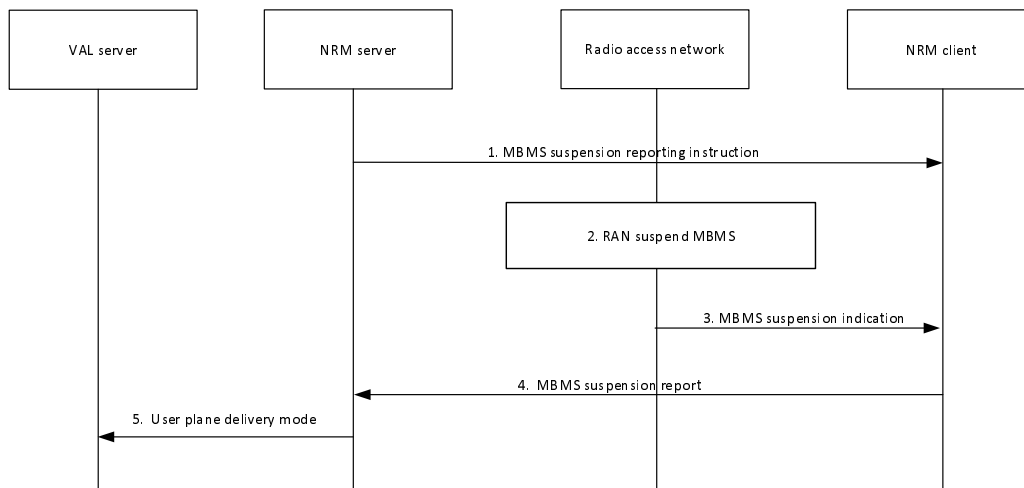 VAL server
NRM server
Radio access network
NRM client
1. MBMS suspension reporting instruction
2. RAN suspend MBMS
3. MBMS suspension indication
4. MBMS suspension report
5. User plane delivery mode